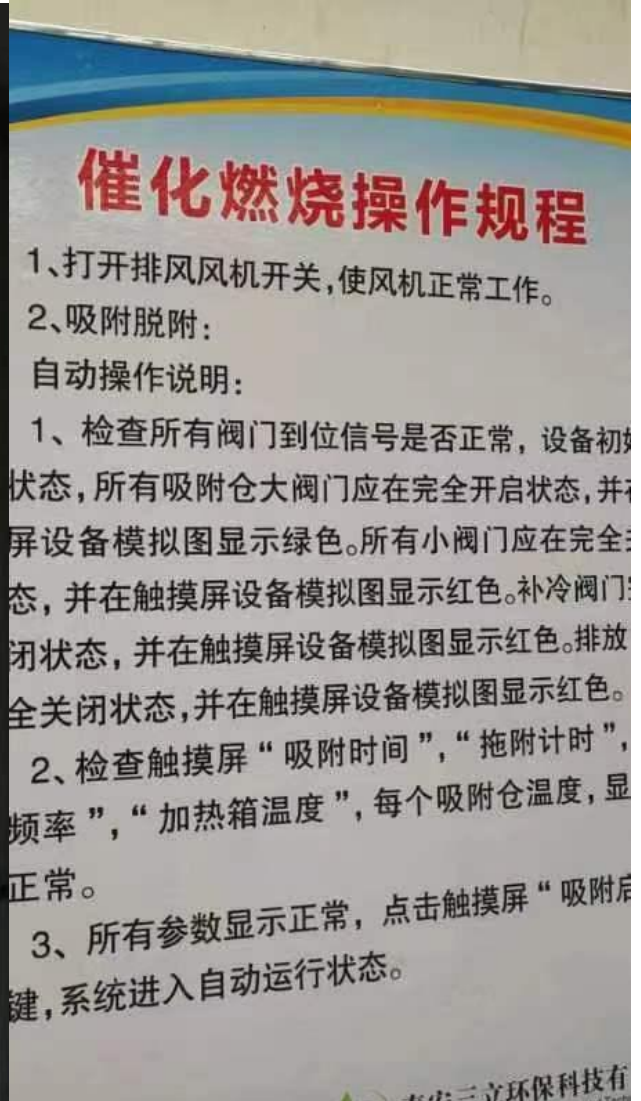 催化燃烧操作规程
1、打开排风风机开关,使风机正常工作。
2、吸附脱附:
自动操作说明:
1、检查所有阀门到位信号是否正常,设备初
状态,所有吸附仓大阀门应在完全开启状态,并
屏设备模拟图显示绿色。所有小阀门应在完全
态,并在触摸屏设备模拟图显示红色。补冷阀门
闭状态,并在触摸屏设备模拟图显示红色。排放
全关闭状态,并在触摸屏设备模拟图显示红色。
2、检查触摸屏“吸附时间”,“拖附计时”,
频率”,“加热箱温度”,每个吸附仓温度,显
正常。
3、所有参数显示正常,点击触摸屏“吸附启
键,系统进入自动运行状态。
三立环保科技有